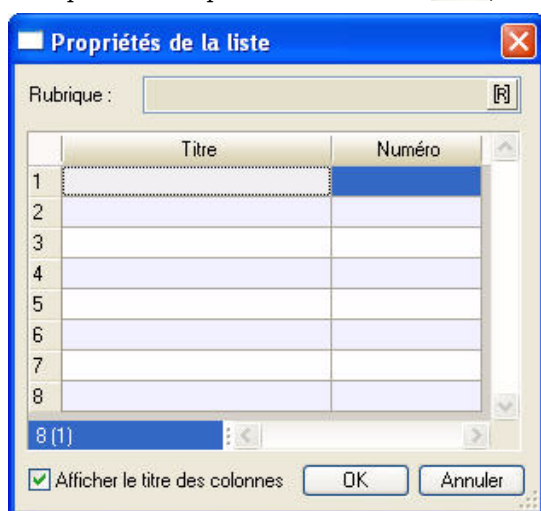 Propriétés de la liste
Rubrique :
Titre Numéro
1
2
3
4
5
6
7
8
8 (1)
Afficher le titre des colonnes OK Annuler